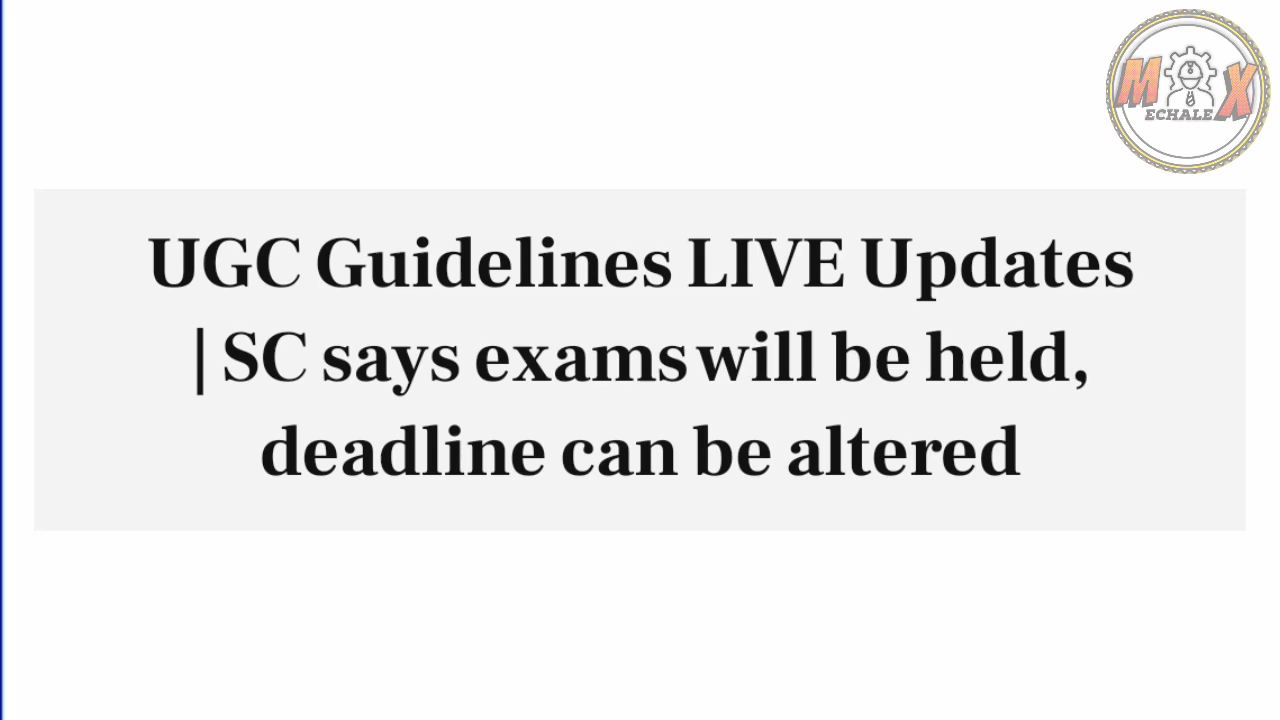 M X
ECHALE
UGC Guidelines LIVE Updates
| SC says exams will be held,
deadline can be altered